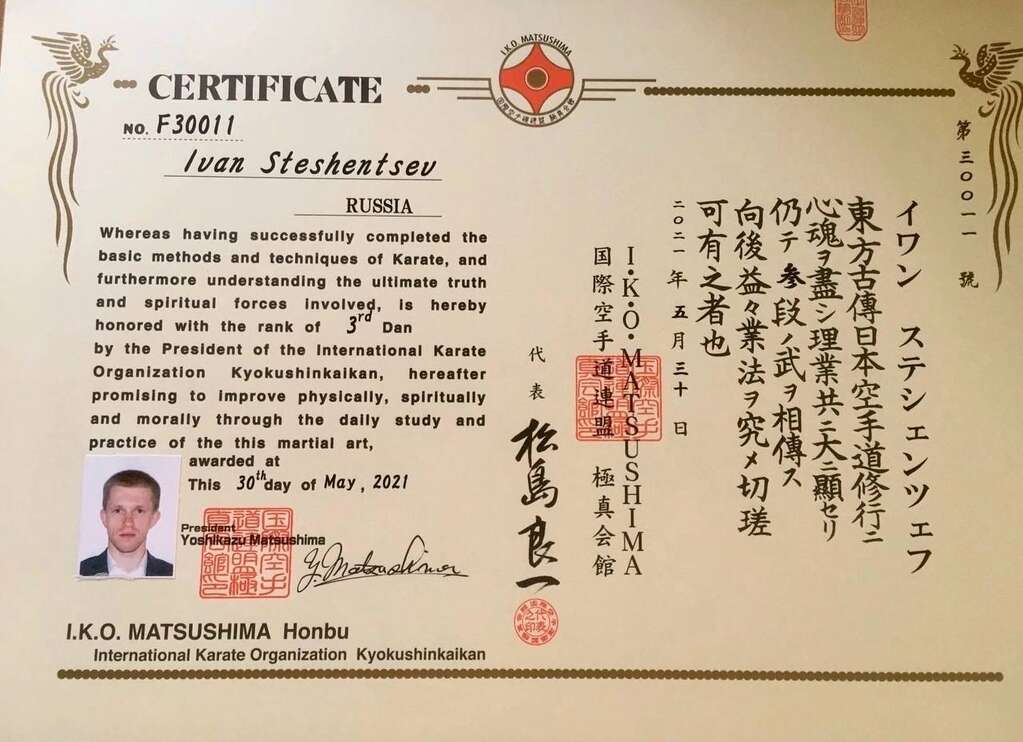 I.K.O. MATSUSHIMA
CERTIFICATE
NO. F30011
Ivan Steshentsev
RUSSIA
Whereas having successfully completed the
basic methods and techniques of Karate, and
furthermore understanding the ultimate truth
and spiritual forces involved, is hereby
honored with the rank of 3rd Dan
by the President of the International Karate
Organization Kyokushinkaikan, hereafter
promising to improve physically, spiritually
and morally through the daily study and
practice of the this martial art,
awarded at
This 30th day of May, 2021
President
Yoshikazu Matsushima
Y. Matsushima
I.K.O. MATSUSHIMA Honbu
International Karate Organization Kyokushinkaikan
第三〇〇一一號
イワン ステシェンツェフ
東方古傳日本空手道修行ニ
心魂ヲ盡シ理業共ニ大ニ顯セリ
仍テ参段ノ武ヲ相傳ス
向後益々業法ヲ究メ切瑳
可有之者也
二〇二一年五月三十日
I・K・O・MATSUSHIMA
国際空手道連盟 極真会館
代表 松島良一